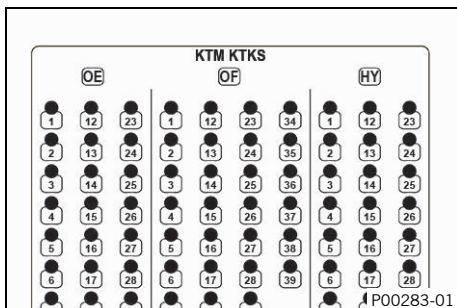 KTM KTKS
OE OF HY
1 12 23 1 12 23 34 1 12 23
2 13 24 2 13 24 35 2 13 24
3 14 25 3 14 25 36 3 14 25
4 15 26 4 15 26 37 4 15 26
5 16 27 5 16 27 38 5 16 27
6 17 28 6 17 28 39 6 17 28
P00283-01